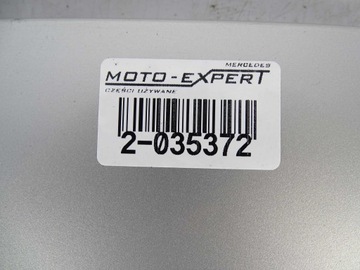 MERCEDES
MOTO-EXPERT
CZĘŚCI UŻYWANE
2-035372